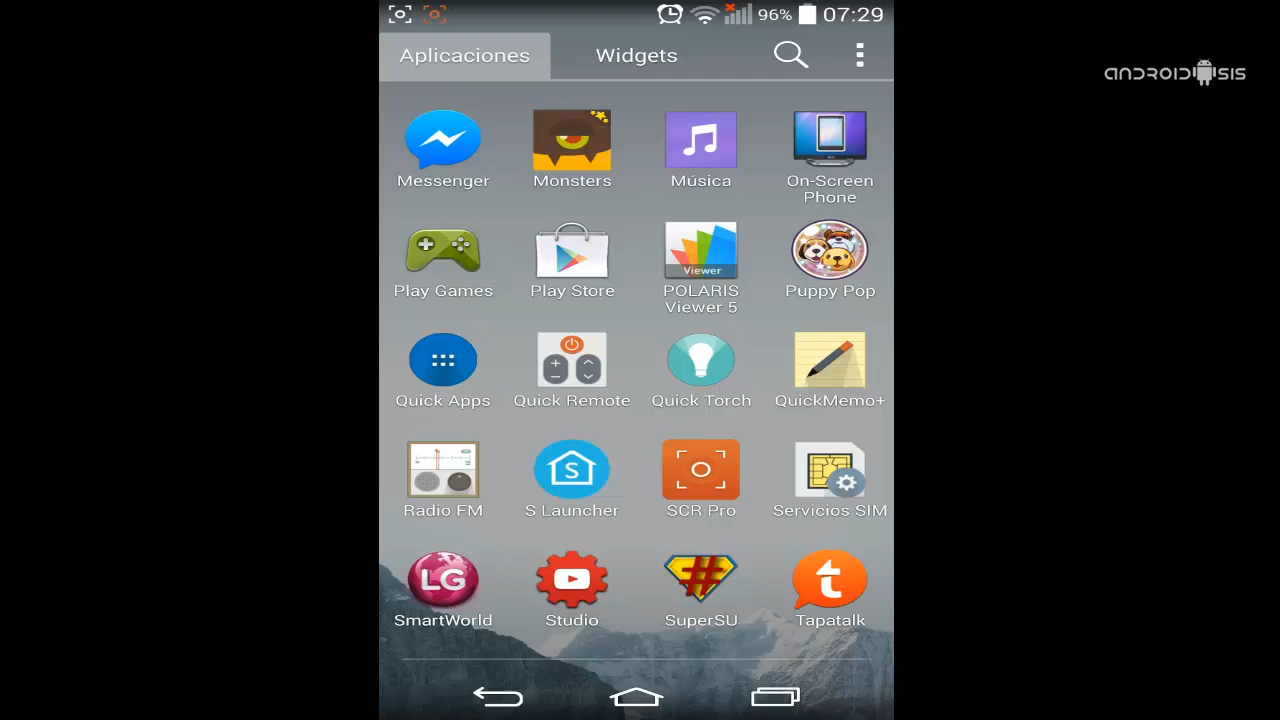 96% 07:29
Aplicaciones Widgets
ANDROIDSIS
Messenger Monsters Música On-Screen
Phone
Viewer
Play Games Play Store POLARIS Puppy Pop
Viewer 5
Quick Apps Quick Remote Quick Torch QuickMemo+
S
Radio FM S Launcher SCR Pro Servicios SIM
LG # t
SmartWorld Studio SuperSU Tapatalk